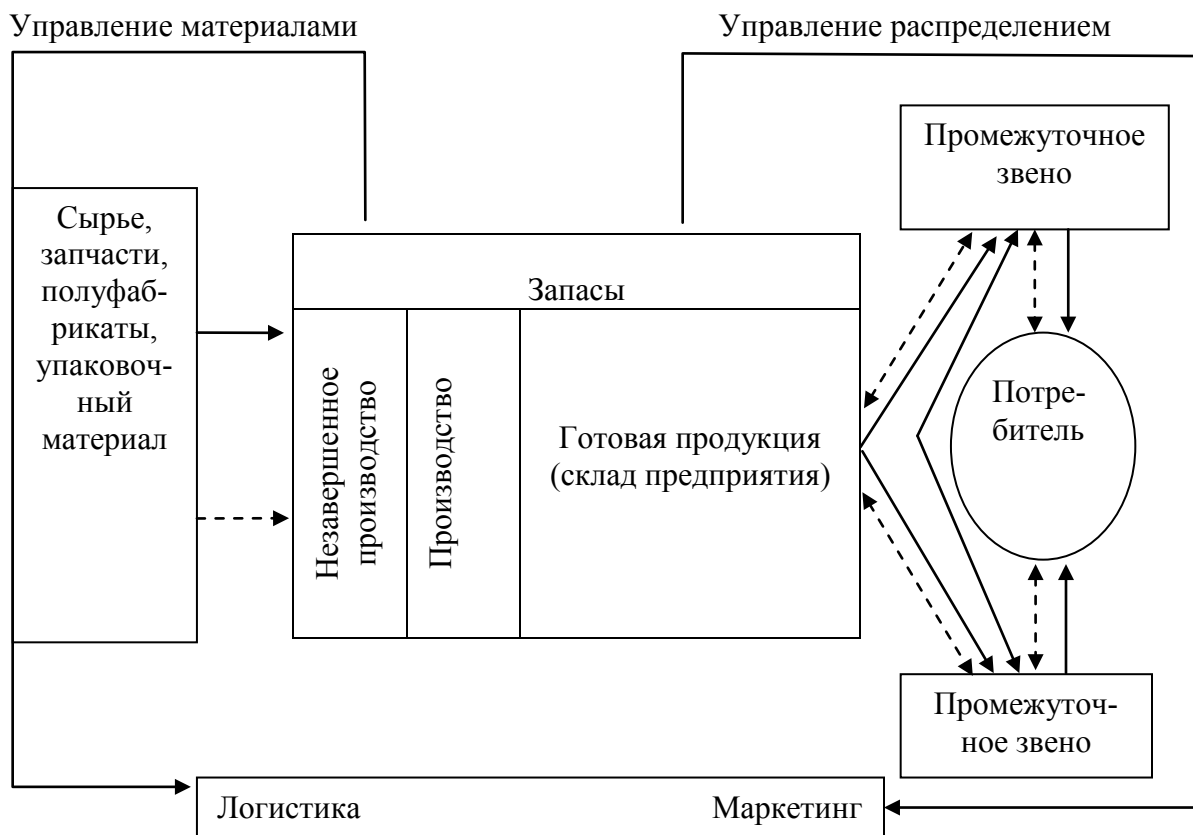 Управление материалами
Управление распределением
Промежуточное
звено
Сырье,
запчасти,
полуфаб-
рикаты,
упаковоч-
ный
материал
Запасы
Незавершенное
производство
Производство
Готовая продукция
(склад предприятия)
Потре-
битель
Промежуточ-
ное звено
Логистика
Маркетинг